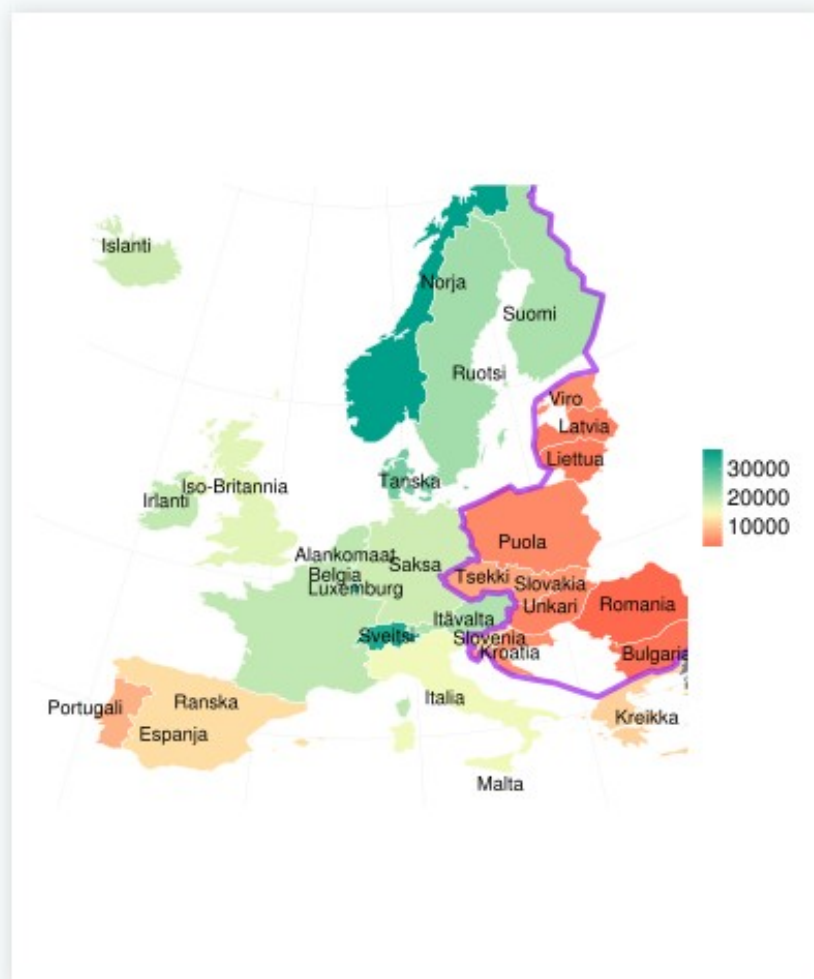 Islanti
Norja
Suomi
Ruotsi
Viro
Latvia
Liettua
Tanska
Iso-Britannia
Irlanti
Puola
Alankomaat
Saksa
Belgia
Luxemburg
Tsekki
Slovakia
Unkari
Romania
Itävalta
Sveitsi
Slovenia
Kroatia
Bulgaria
Italia
Ranska
Portugali
Espanja
Kreikka
Malta
30000
20000
10000